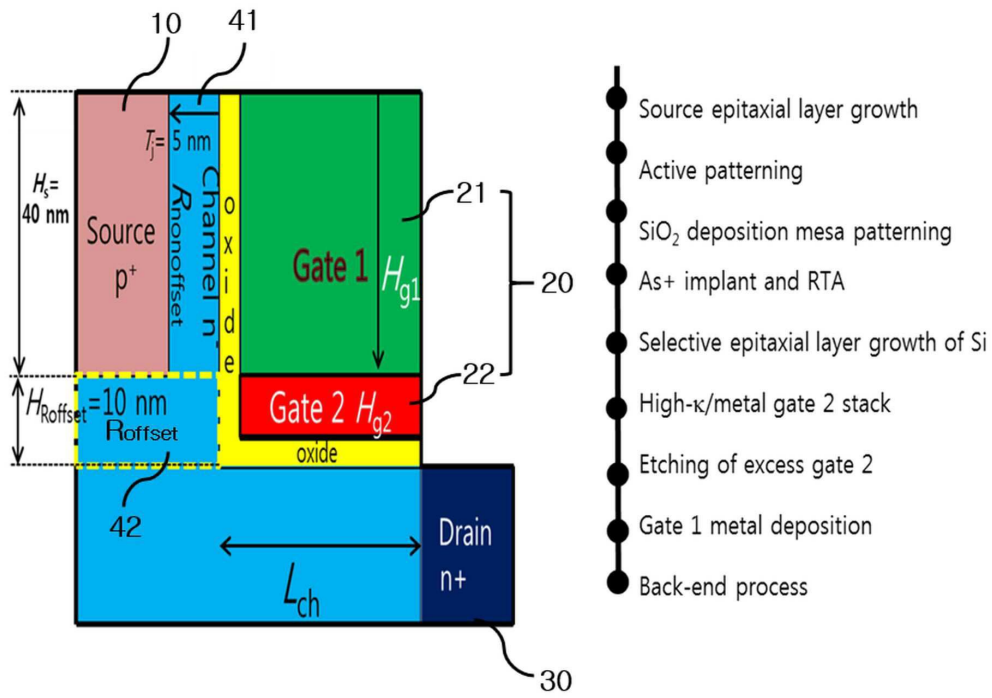 10
41
Tj= 5 nm
Hs=
40 nm
Source
p+
Rnonoffset
Channel n-
oxide
Gate 1
Hg1
21
20
22
HRoffset=10 nm
Roffset
Gate 2 Hg2
oxide
42
Lch
Drain
n+
30
Source epitaxial layer growth
Active patterning
SiO2 deposition mesa patterning
As+ implant and RTA
Selective epitaxial layer growth of Si
High-κ/metal gate 2 stack
Etching of excess gate 2
Gate 1 metal deposition
Back-end process